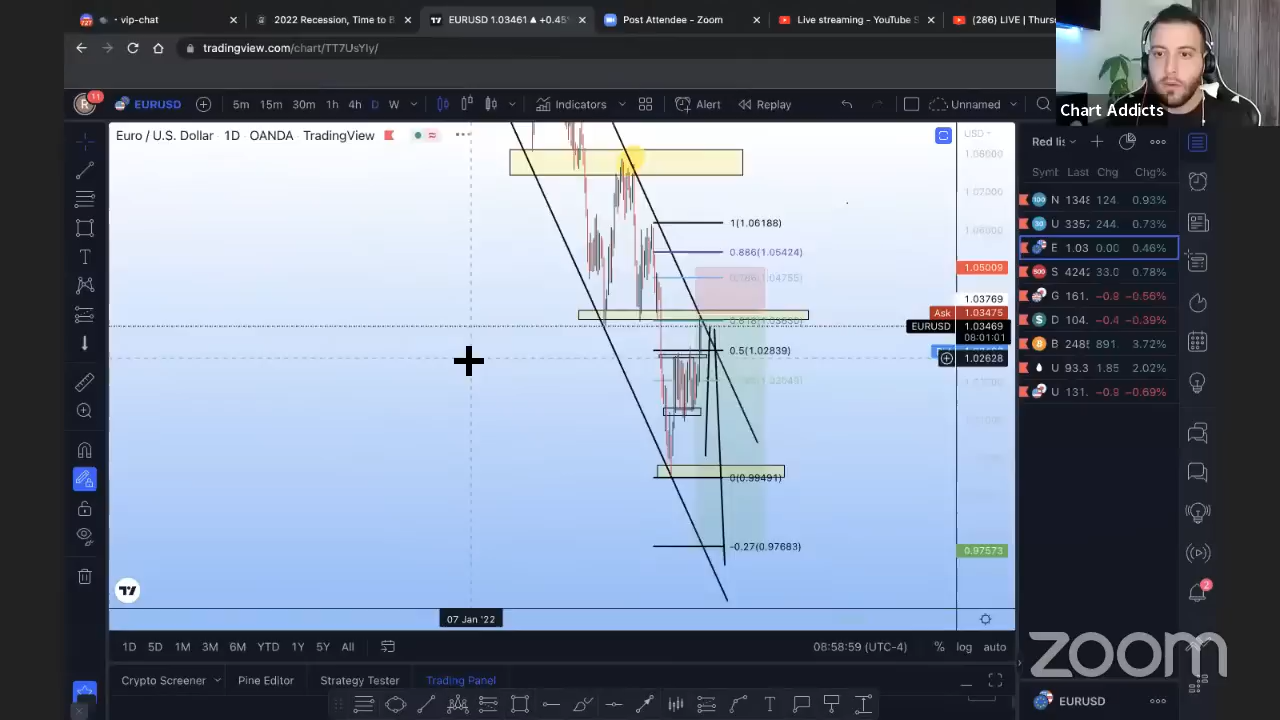 - vip-chat
2022 Recession, Time to B
EURUSD 1.03461 ▲ +0.45%
Post Attendee - Zoom
Live streaming - YouTube S
(286) LIVE | Thurs
tradingview.com/chart/TT7UsYIy/
Chart Addicts
R 11 EURUSD 5m 15m 30m 1h 4h D W Indicators Alert Replay Unnamed
Euro / U.S. Dollar · 1D · OANDA · TradingView
USD
Red lis
Symb Last Chg Chg%
N 1348 124. 0.93%
U 3357 244. 0.73%
E 1.03 0.00 0.46%
S 4242 33.0 0.78%
G 161. -0.8 -0.56%
D 104. -0.4 -0.39%
B 2488 891. 3.72%
U 93.3 1.85 2.02%
U 131. -0.9 -0.69%
1(1.06188)
0.886(1.05424)
0.5(1.02839)
0(0.99491)
-0.27(0.97683)
1.05009
1.03769
Ask 1.03475
EURUSD 1.03469
06:01:01
1.02628
0.97573
07 Jan '22
1D 5D 1M 3M 6M YTD 1Y 5Y All
08:58:59 (UTC-4) % log auto
Crypto Screener Pine Editor Strategy Tester Trading Panel
2
zoom
EURUSD